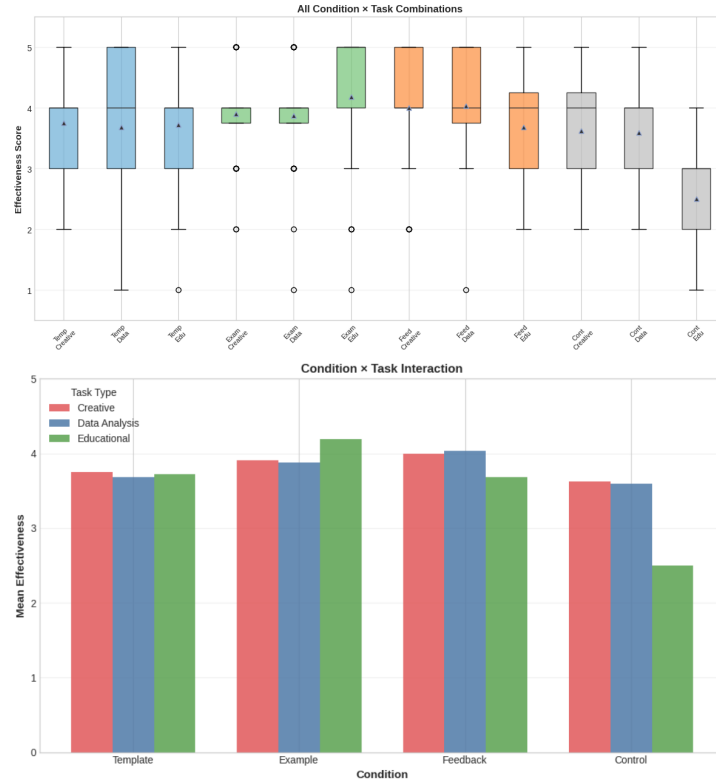 All Condition × Task Combinations
Effectiveness Score
5
4
3
2
1
Temp
Creative
Temp
Data
Temp
Edu
Exam
Creative
Exam
Data
Exam
Edu
Feed
Creative
Feed
Data
Feed
Edu
Cont
Creative
Cont
Data
Cont
Edu
Condition × Task Interaction
Mean Effectiveness
5
4
3
2
1
0
Task Type
Creative
Data Analysis
Educational
Template
Example
Feedback
Control
Condition